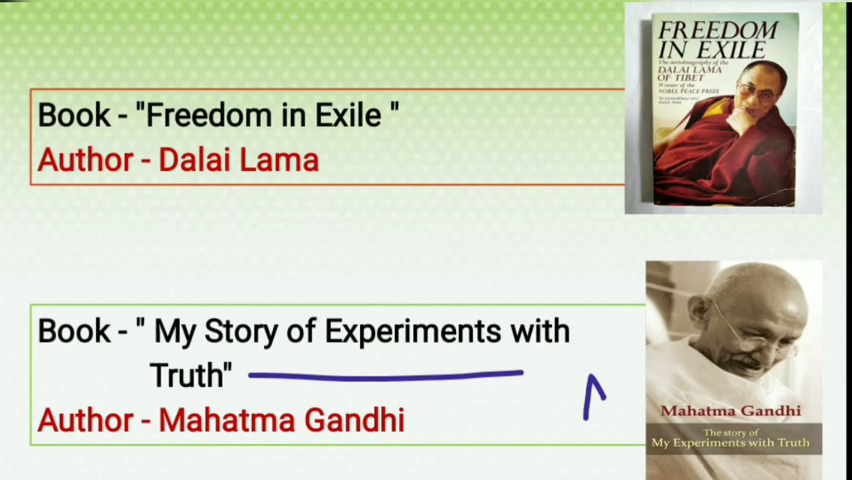 FREEDOM
IN EXILE
The autobiography of the
DALAI LAMA
OF TIBET
Winner of the
NOBEL PEACE PRIZE
Book - "Freedom in Exile "
Author - Dalai Lama
Book - " My Story of Experiments with
Truth"
Author - Mahatma Gandhi
Mahatma Gandhi
The story of
My Experiments with Truth